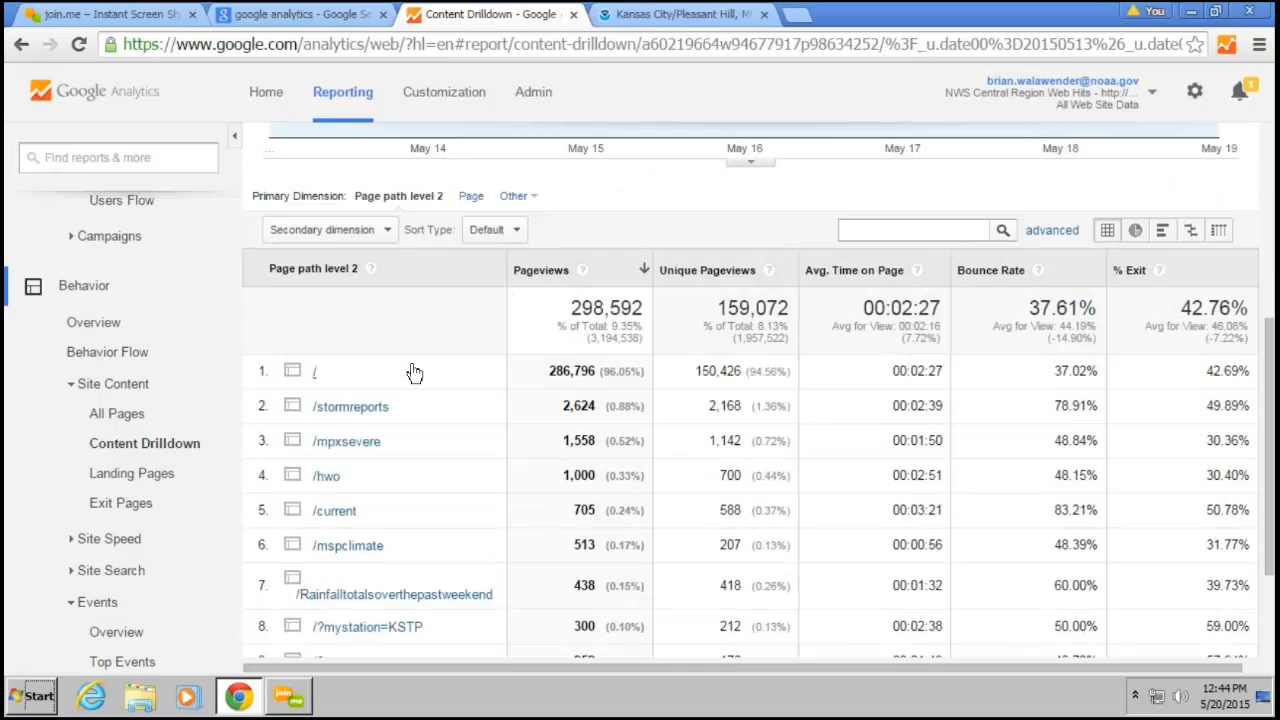 join.me – Instant Screen Sh
google analytics - Google Se
Content Drilldown - Google A
Kansas City/Pleasant Hill, M
You
https://www.google.com/analytics/web/?hl=en#report/content-drilldown/a60219664w94677917p98634252/%3F_u.date00%3D20150513%26_u.date(
Google Analytics
Home Reporting Customization Admin
brian.walawender@noaa.gov
NWS Central Region Web Hits - http://...
All Web Site Data
1
Find reports & more
Users Flow
Campaigns
Behavior
Overview
Behavior Flow
Site Content
All Pages
Content Drilldown
Landing Pages
Exit Pages
Site Speed
Site Search
Events
Overview
Top Events
... May 14 May 15 May 16 May 17 May 18 May 19
Primary Dimension: Page path level 2 Page Other
Secondary dimension Sort Type: Default advanced
Page path level 2 ? Pageviews ? Unique Pageviews ? Avg. Time on Page ? Bounce Rate ? % Exit ?
298,592 159,072 00:02:27 37.61% 42.76%
% of Total: 9.35% % of Total: 8.13% Avg for View: 00:02:16 Avg for View: 44.19% Avg for View: 46.08%
(3,194,538) (1,957,522) (7.72%) (-14.90%) (-7.22%)
1. / 286,796 (96.05%) 150,426 (94.56%) 00:02:27 37.02% 42.69%
2. /stormreports 2,624 (0.88%) 2,168 (1.36%) 00:02:39 78.91% 49.89%
3. /mpxsevere 1,558 (0.52%) 1,142 (0.72%) 00:01:50 48.84% 30.36%
4. /hwo 1,000 (0.33%) 700 (0.44%) 00:02:51 48.15% 30.40%
5. /current 705 (0.24%) 588 (0.37%) 00:03:21 83.21% 50.78%
6. /mspclimate 513 (0.17%) 207 (0.13%) 00:00:56 48.39% 31.77%
7. /Rainfalltotalsoverthepastweekend 438 (0.15%) 418 (0.26%) 00:01:32 60.00% 39.73%
8. /?mystation=KSTP 300 (0.10%) 212 (0.13%) 00:02:38 50.00% 59.00%
Start
12:44 PM
5/20/2015